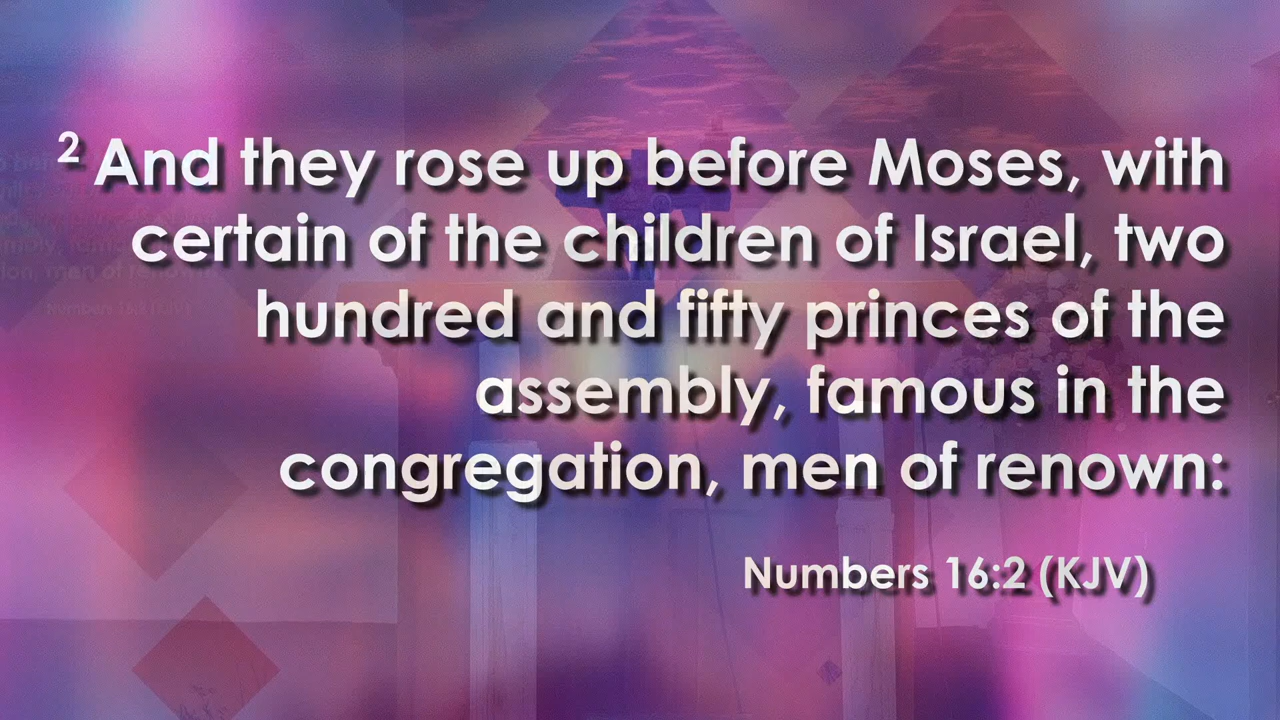 2 And they rose up before Moses, with
certain of the children of Israel, two
hundred and fifty princes of the
assembly, famous in the
congregation, men of renown:
Numbers 16:2 (KJV)